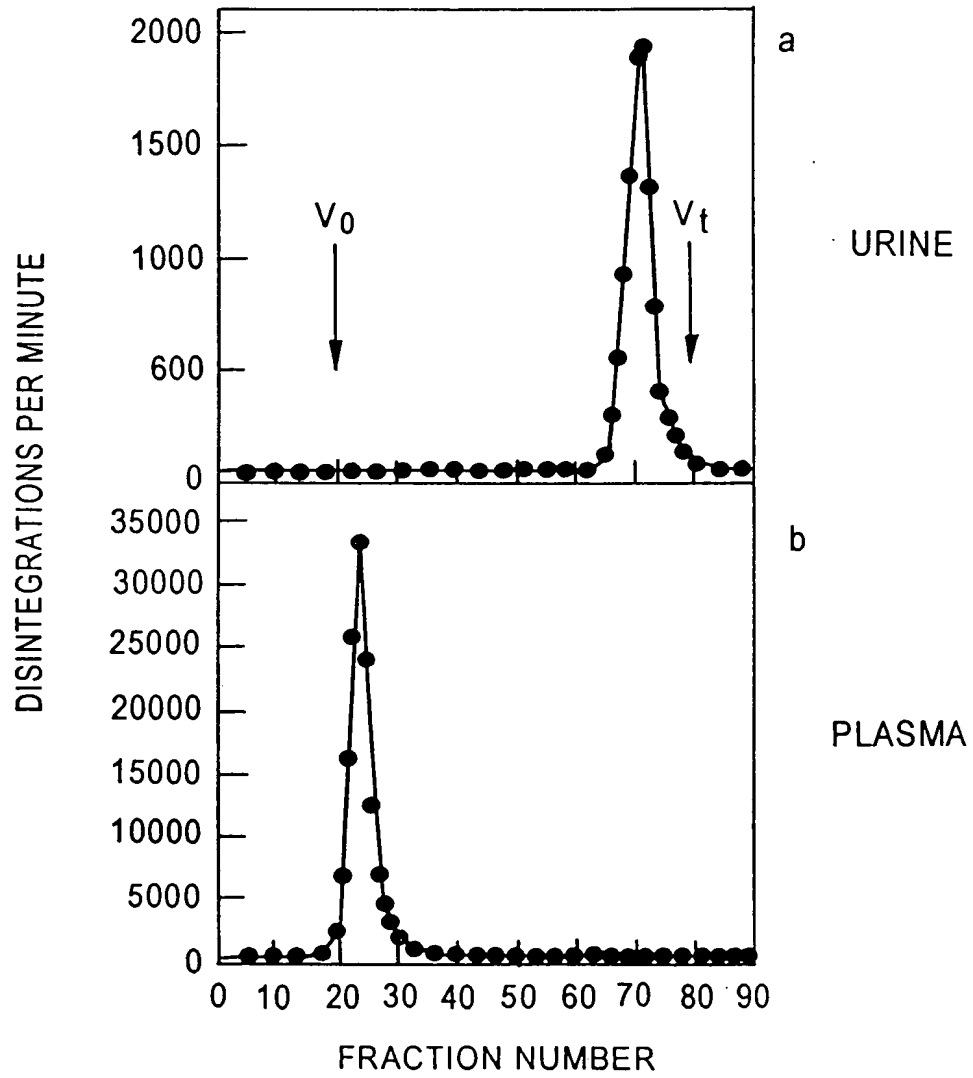 DISINTEGRATIONS PER MINUTE
2000
1500
1000
600
0
V0
Vt
a
URINE
35000
30000
25000
20000
15000
10000
5000
0
b
PLASMA
0 10 20 30 40 50 60 70 80 90
FRACTION NUMBER